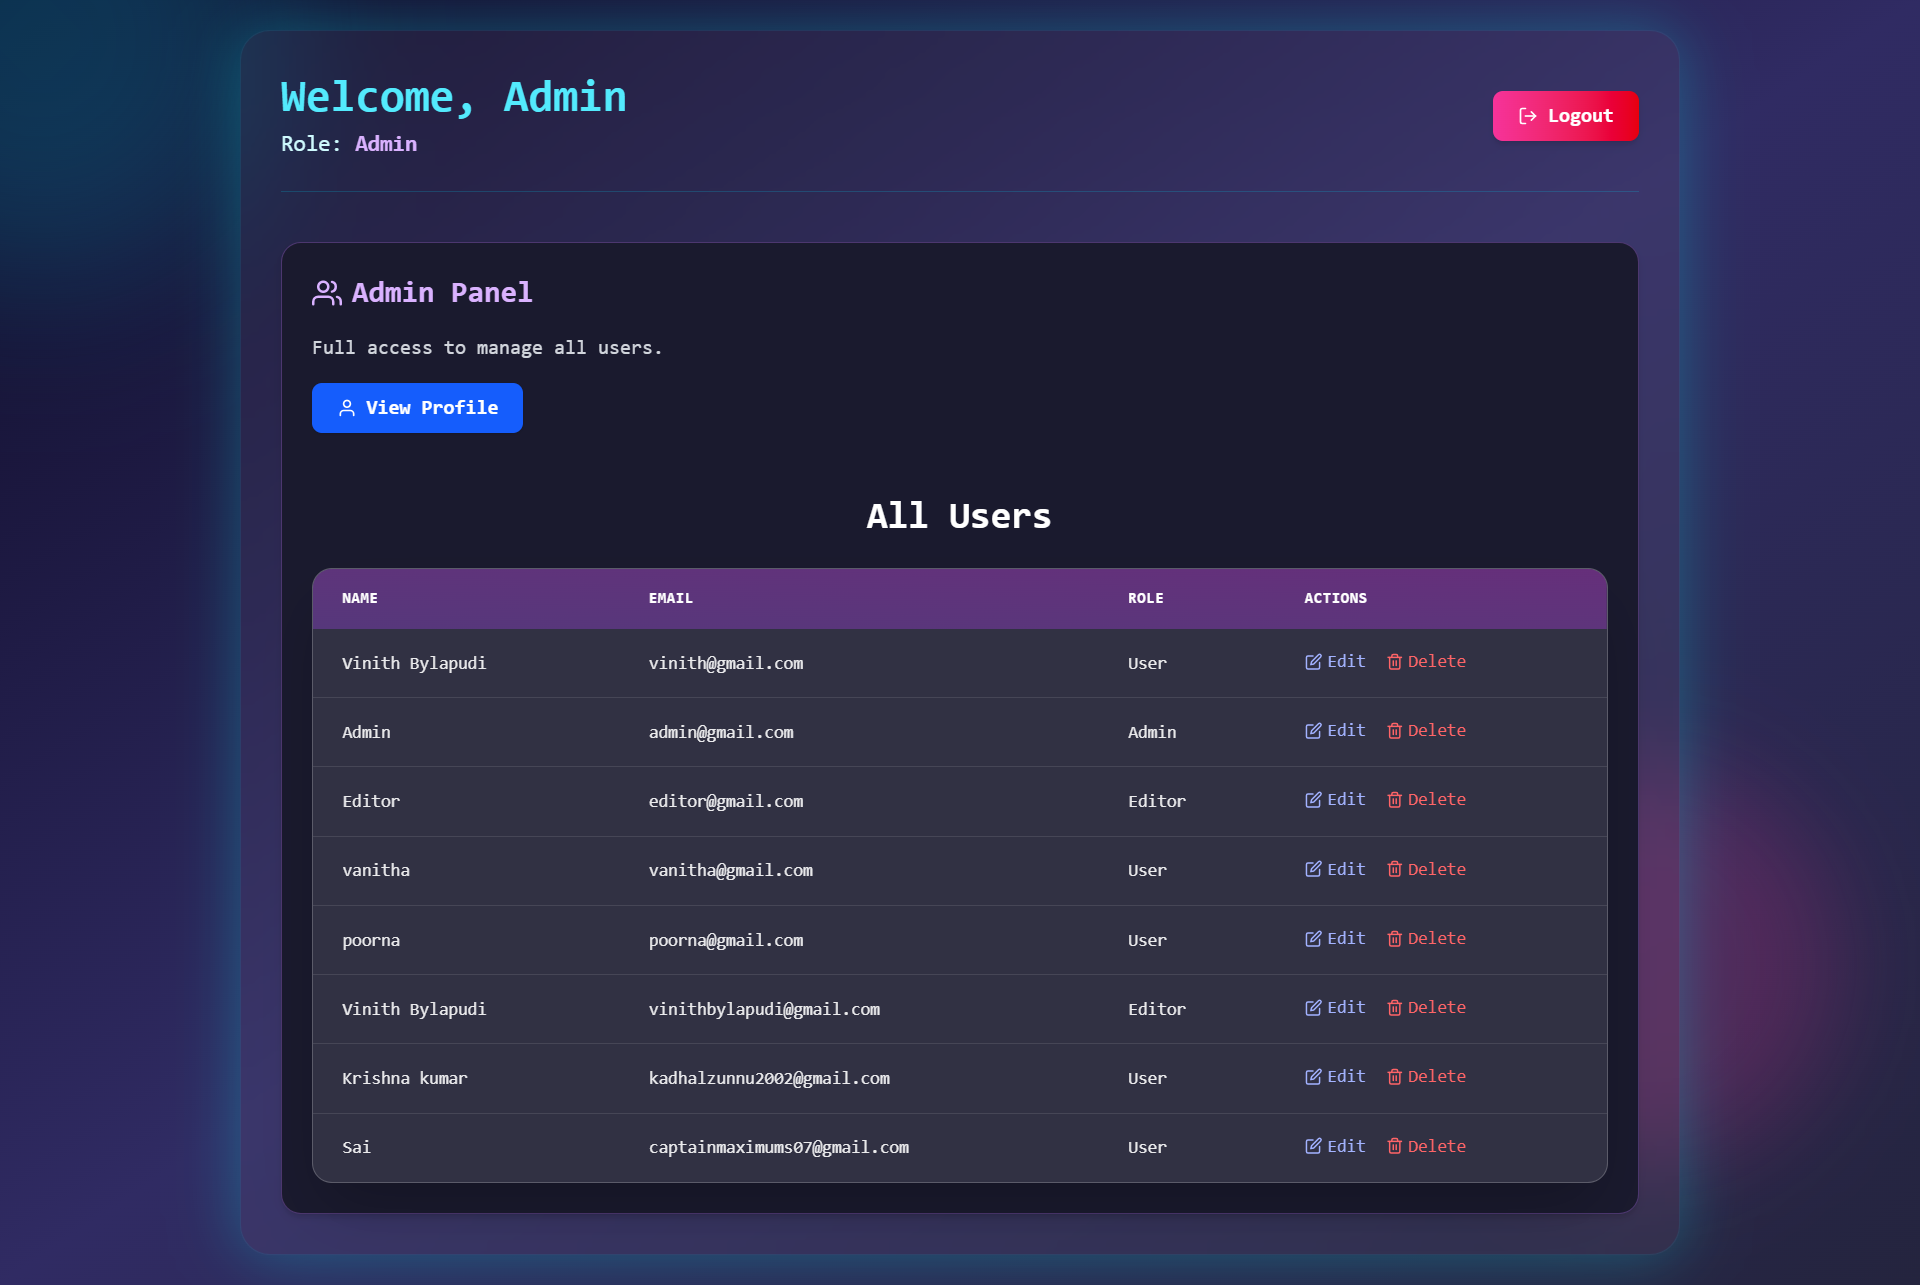 Welcome, Admin
Role: Admin
Logout
Admin Panel
Full access to manage all users.
View Profile
All Users
NAME EMAIL ROLE ACTIONS
Vinith Bylapudi vinith@gmail.com User Edit Delete
Admin admin@gmail.com Admin Edit Delete
Editor editor@gmail.com Editor Edit Delete
vanitha vanitha@gmail.com User Edit Delete
poorna poorna@gmail.com User Edit Delete
Vinith Bylapudi vinithbylapudi@gmail.com Editor Edit Delete
Krishna kumar kadhalzunnu2002@gmail.com User Edit Delete
Sai captainmaximums07@gmail.com User Edit Delete